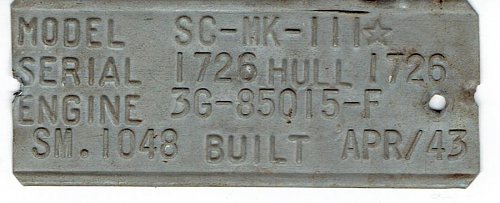 MODEL SC-MK-III☆
SERIAL 1726 HULL 1726
ENGINE 3G-85015-F
SM. 1048 BUILT APR/43